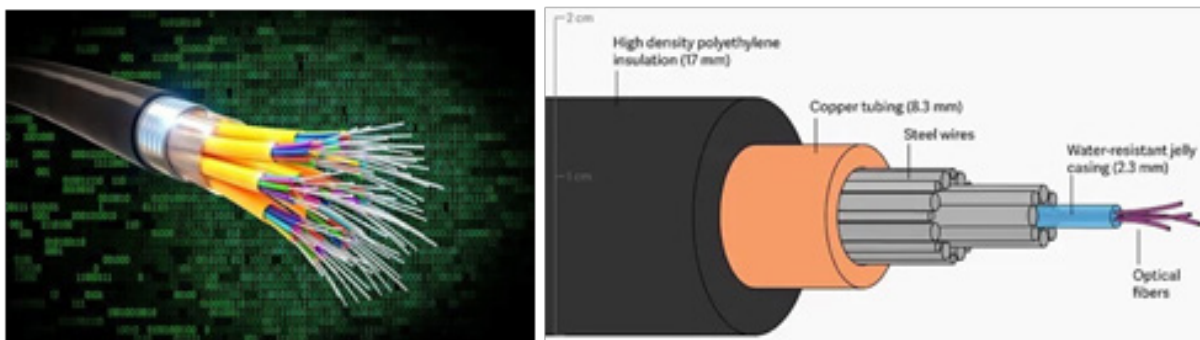 2 cm
High density polyethylene
insulation (17 mm)
Copper tubing (8.3 mm)
Steel wires
Water-resistant jelly
casing (2.3 mm)
1 cm
Optical
fibers